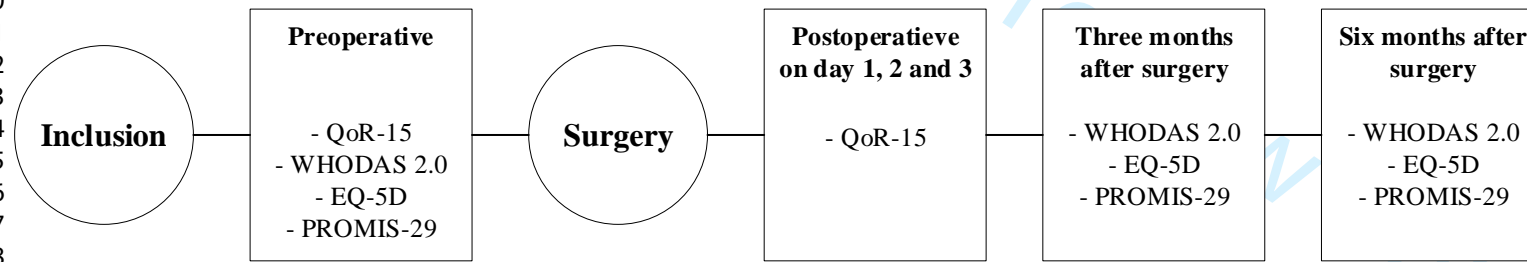 Inclusion
Preoperative
- QoR-15
- WHODAS 2.0
- EQ-5D
- PROMIS-29
Surgery
Postoperatieve
on day 1, 2 and 3
- QoR-15
Three months
after surgery
- WHODAS 2.0
- EQ-5D
- PROMIS-29
Six months after
surgery
- WHODAS 2.0
- EQ-5D
- PROMIS-29